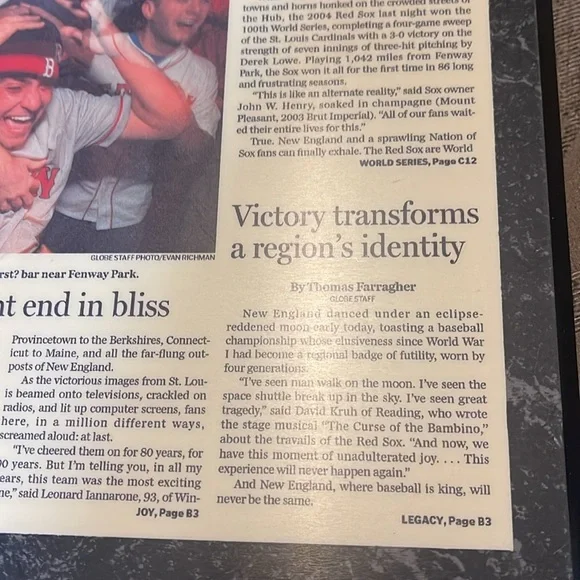 towns and horns honked on the crowded streets of
the Hub, the 2004 Red Sox last night won the
100th World Series, completing a four-game sweep
of the St. Louis Cardinals with a 3-0 victory on the
strength of seven innings of three-hit pitching by
Derek Lowe. Playing 1,042 miles from Fenway
Park, the Sox won it all for the first time in 86 long
and frustrating seasons.
"This is like an alternate reality," said Sox owner
John W. Henry, soaked in champagne (Mount
Pleasant, 2003 Brut Imperial). "All of our fans wait-
ed their entire lives for this."
True. New England and a sprawling Nation of
Sox fans can finally exhale. The Red Sox are World
WORLD SERIES, Page C12
B
GLOBE STAFF PHOTO/EVAN RICHMAN
rst? bar near Fenway Park.
nt end in bliss
Provincetown to the Berkshires, Connect-
icut to Maine, and all the far-flung out-
posts of New England.
As the victorious images from St. Lou-
is beamed onto televisions, crackled on
radios, and lit up computer screens, fans
here, in a million different ways,
screamed aloud: at last.
"I've cheered them on for 80 years, for
90 years. But I'm telling you, in all my
ears, this team was the most exciting
ne," said Leonard Iannarone, 93, of Win-
JOY, Page B3
Victory transforms
a region's identity
By Thomas Farragher
GLOBE STAFF
New England danced under an eclipse-
reddened moon early today, toasting a baseball
championship whose elusiveness since World War
I had become a regional badge of futility, worn by
four generations.
"I've seen man walk on the moon. I've seen the
space shuttle break up in the sky. I've seen great
tragedy," said David Kruh of Reading, who wrote
the stage musical "The Curse of the Bambino,"
about the travails of the Red Sox. "And now, we
have this moment of unadulterated joy. . . . This
experience will never happen again."
And New England, where baseball is king, will
never be the same.
LEGACY, Page B3